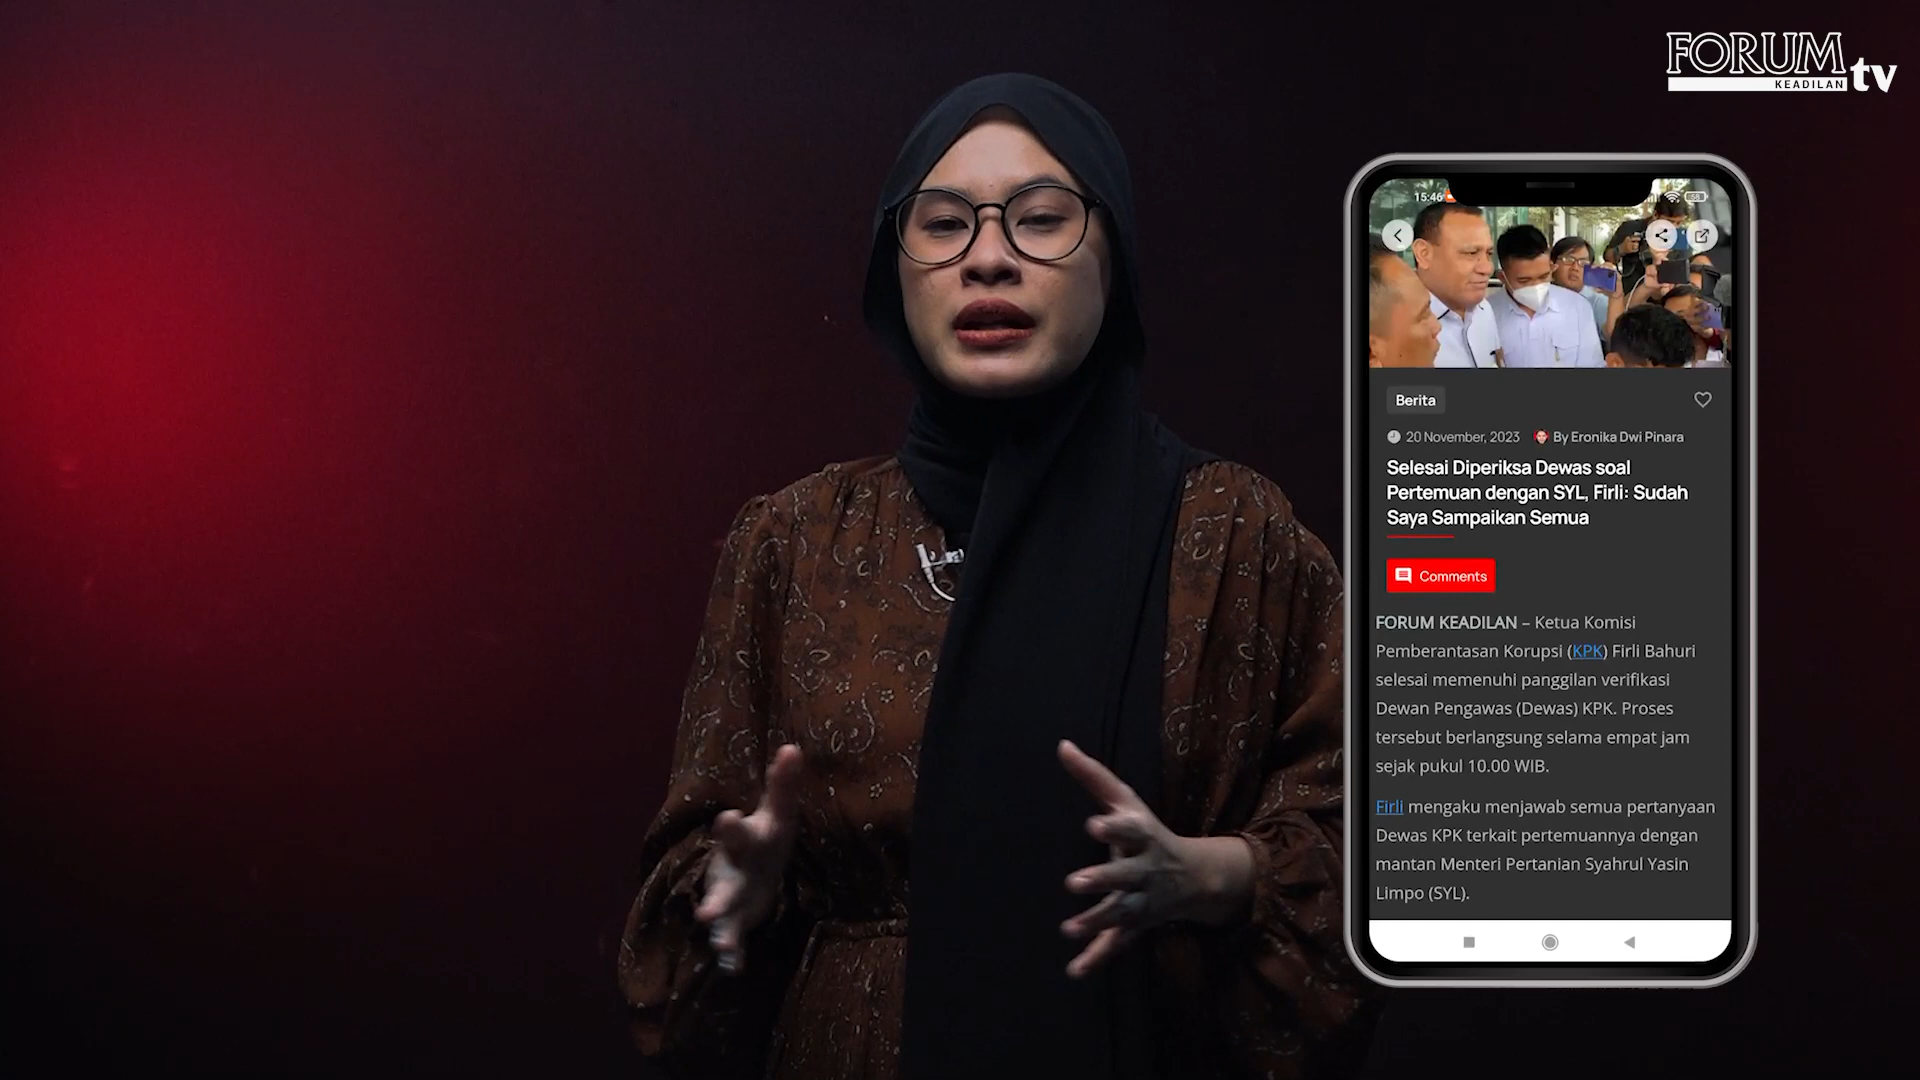 FORUM
KEADILAN
tv
15:46
58
Berita
20 November, 2023 By Eronika Dwi Pinara
Selesai Diperiksa Dewas soal
Pertemuan dengan SYL, Firli: Sudah
Saya Sampaikan Semua
Comments
FORUM KEADILAN – Ketua Komisi
Pemberantasan Korupsi (KPK) Firli Bahuri
selesai memenuhi panggilan verifikasi
Dewan Pengawas (Dewas) KPK. Proses
tersebut berlangsung selama empat jam
sejak pukul 10.00 WIB.
Firli mengaku menjawab semua pertanyaan
Dewas KPK terkait pertemuannya dengan
mantan Menteri Pertanian Syahrul Yasin
Limpo (SYL).